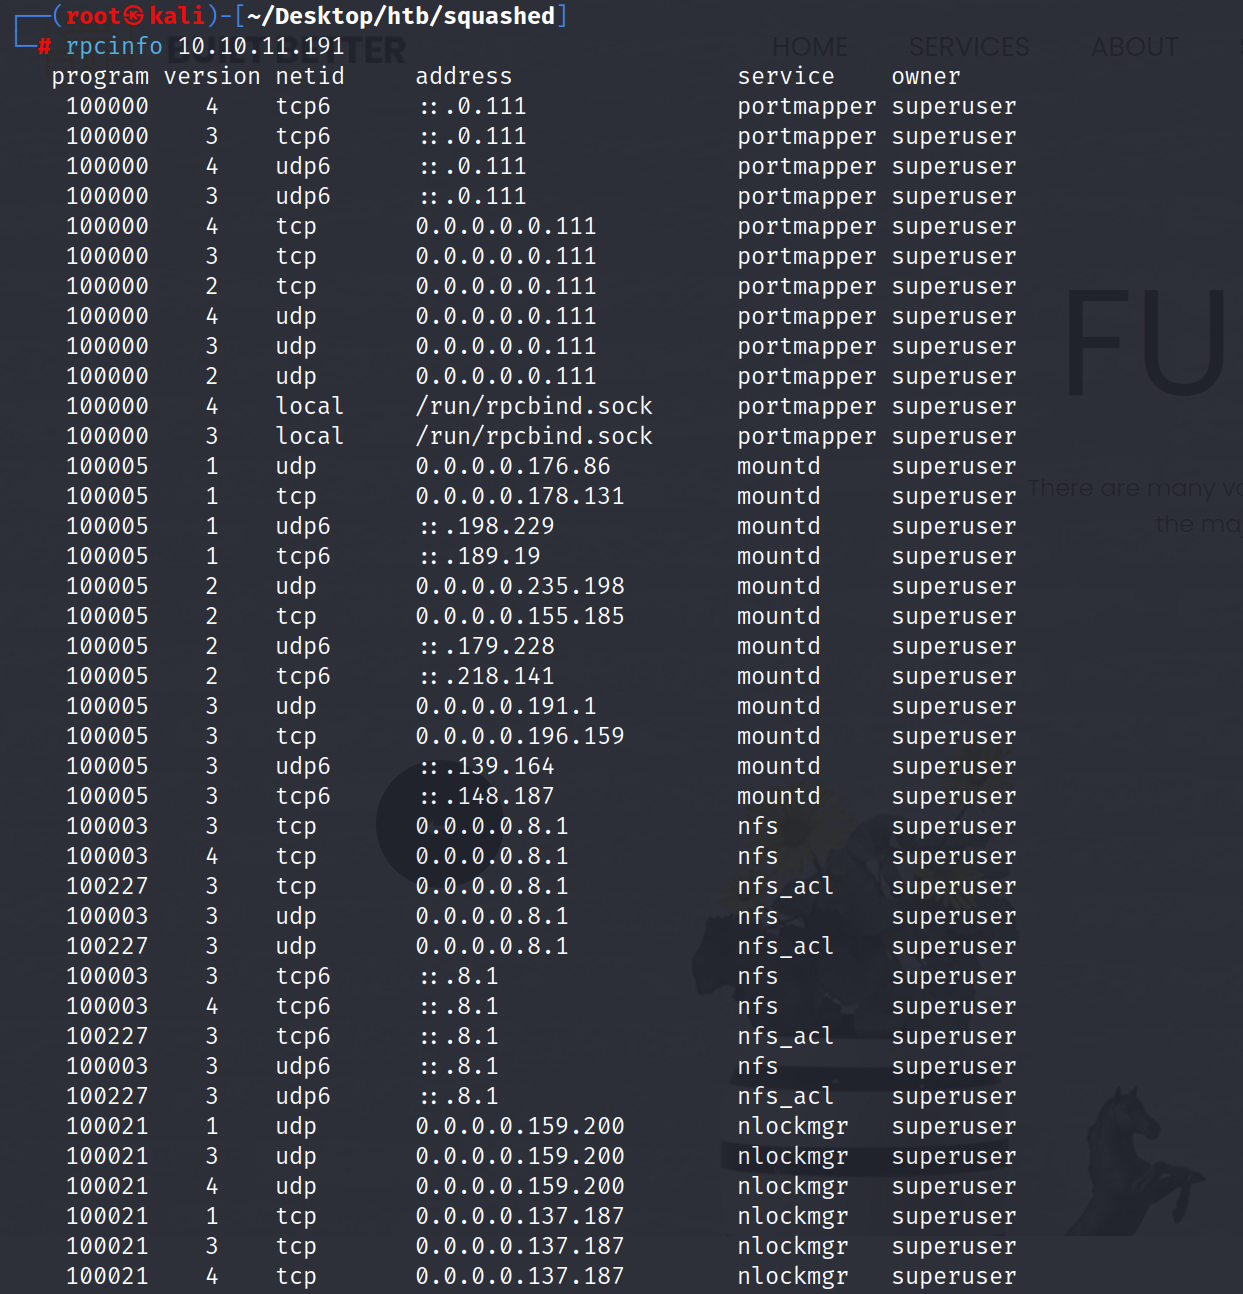 (root㉿kali)-[~/Desktop/htb/squashed]
# rpcinfo 10.10.11.191
BUILT BETTER HOME SERVICES ABOUT
program version netid address service owner
100000 4 tcp6 ::.0.111 portmapper superuser
100000 3 tcp6 ::.0.111 portmapper superuser
100000 4 udp6 ::.0.111 portmapper superuser
100000 3 udp6 ::.0.111 portmapper superuser
100000 4 tcp 0.0.0.0.0.111 portmapper superuser
100000 3 tcp 0.0.0.0.0.111 portmapper superuser
100000 2 tcp 0.0.0.0.0.111 portmapper superuser
100000 4 udp 0.0.0.0.0.111 portmapper superuser
100000 3 udp 0.0.0.0.0.111 portmapper superuser
100000 2 udp 0.0.0.0.0.111 portmapper superuser
100000 4 local /run/rpcbind.sock portmapper superuser
100000 3 local /run/rpcbind.sock portmapper superuser
FU
100005 1 udp 0.0.0.0.176.86 mountd superuser
100005 1 tcp 0.0.0.0.178.131 mountd superuser
There are many
100005 1 udp6 ::.198.229 mountd superuser
the
100005 1 tcp6 ::.189.19 mountd superuser
100005 2 udp 0.0.0.0.235.198 mountd superuser
100005 2 tcp 0.0.0.0.155.185 mountd superuser
100005 2 udp6 ::.179.228 mountd superuser
100005 2 tcp6 ::.218.141 mountd superuser
100005 3 udp 0.0.0.0.191.1 mountd superuser
100005 3 tcp 0.0.0.0.196.159 mountd superuser
100005 3 udp6 ::.139.164 mountd superuser
100005 3 tcp6 ::.148.187 mountd superuser
100003 3 tcp 0.0.0.0.8.1 nfs superuser
100003 4 tcp 0.0.0.0.8.1 nfs superuser
100227 3 tcp 0.0.0.0.8.1 nfs_acl superuser
100003 3 udp 0.0.0.0.8.1 nfs superuser
100227 3 udp 0.0.0.0.8.1 nfs_acl superuser
100003 3 tcp6 ::.8.1 nfs superuser
100003 4 tcp6 ::.8.1 nfs superuser
100227 3 tcp6 ::.8.1 nfs_acl superuser
100003 3 udp6 ::.8.1 nfs superuser
100227 3 udp6 ::.8.1 nfs_acl superuser
100021 1 udp 0.0.0.0.159.200 nlockmgr superuser
100021 3 udp 0.0.0.0.159.200 nlockmgr superuser
100021 4 udp 0.0.0.0.159.200 nlockmgr superuser
100021 1 tcp 0.0.0.0.137.187 nlockmgr superuser
100021 3 tcp 0.0.0.0.137.187 nlockmgr superuser
100021 4 tcp 0.0.0.0.137.187 nlockmgr superuser